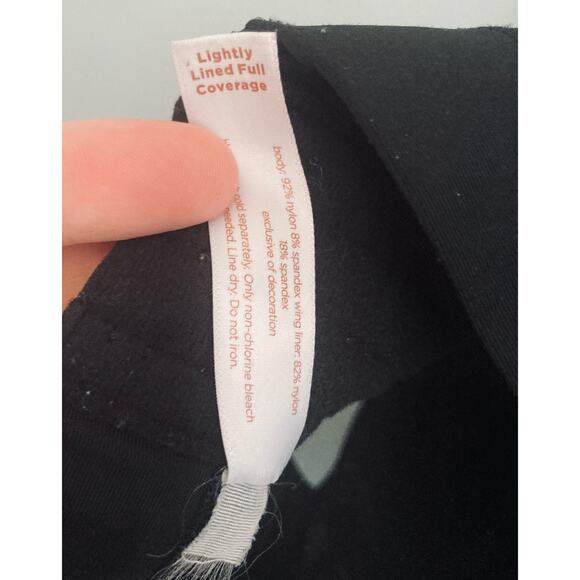 Lightly
Lined Full
Coverage
body: 92% nylon 8% spandex wing liner: 82% nylon
18% spandex
exclusive of decoration
cold separately. Only non-chlorine bleach
needed. Line dry. Do not iron.